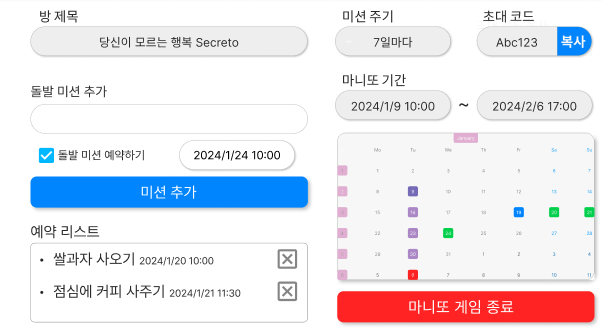 방 제목
당신이 모르는 행복 Secreto
돌발 미션 추가
돌발 미션 예약하기
2024/1/24 10:00
미션 추가
예약 리스트
• 쌀과자 사오기 2024/1/20 10:00
• 점심에 커피 사주기 2024/1/21 11:30
미션 주기
초대 코드
7일마다
Abc123
복사
마니또 기간
2024/1/9 10:00 ~ 2024/2/6 17:00
January
Mo Tu We Th Fr Sa Su
1 2 3 4 5 6 7
8 9 10 11 12 13 14
15 16 17 18 19 20 21
22 23 24 25 26 27 28
29 30 31 1 2 3 4
5 6 7 8 9 10 11
마니또 게임 종료